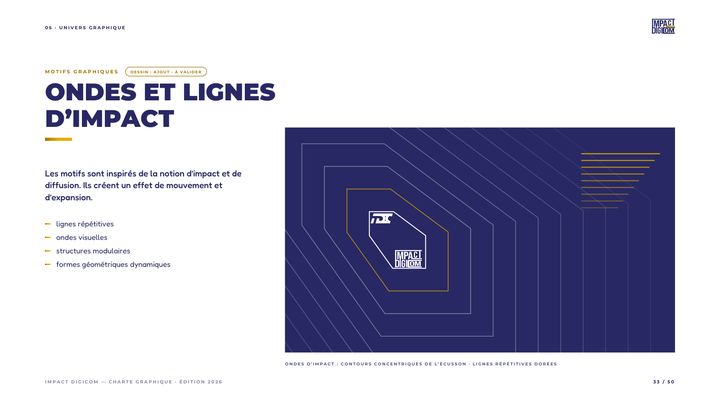 05 · UNIVERS GRAPHIQUE
IMPACT
DIGICOM
MOTIFS GRAPHIQUES
DESSIN : AJOUT · À VALIDER
ONDES ET LIGNES
D’IMPACT
Les motifs sont inspirés de la notion d'impact et de
diffusion. Ils créent un effet de mouvement et
d'expansion.
lignes répétitives
ondes visuelles
structures modulaires
formes géométriques dynamiques
IMPACT
DIGICOM
ONDES D'IMPACT : CONTOURS CONCENTRIQUES DE L'ÉCUSSON · LIGNES RÉPÉTITIVES DORÉES
IMPACT DIGICOM — CHARTE GRAPHIQUE · ÉDITION 2026
33 / 50